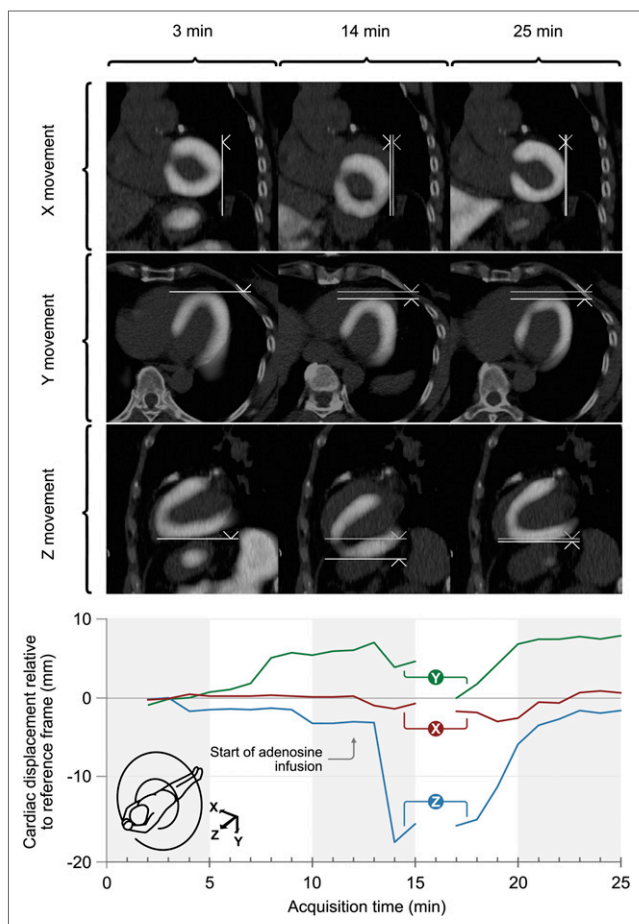 3 min
14 min
25 min
X movement
Y movement
Z movement
Cardiac displacement relative
to reference frame (mm)
10
0
-10
-20
Start of adenosine
infusion
Y
X
Z
X
Z
Y
0
5
10
15
20
25
Acquisition time (min)